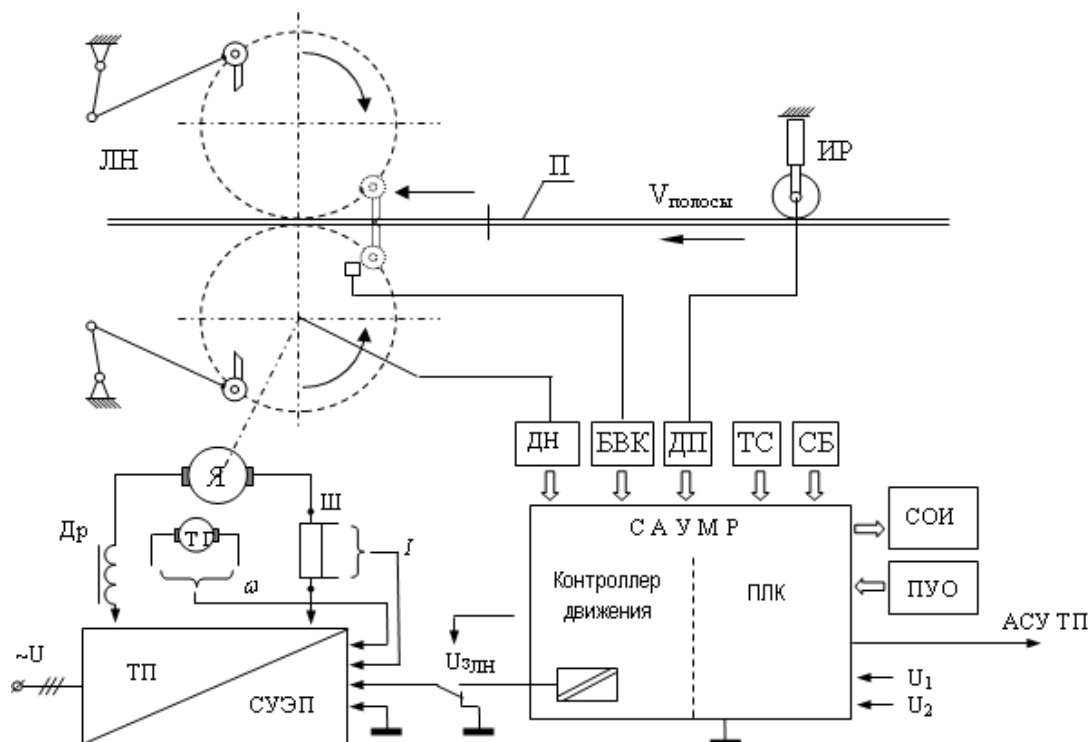 ЛН
ИР
П
Vполосы
ДН
БВК
ДП
ТС
СБ
Я
Ш
Др
ТГ
I
ω
САУМР
СОИ
Контроллер
движения
ПЛК
ПУО
АСУ ТП
~U
ТП
СУЭП
UзЛН
U1
U2